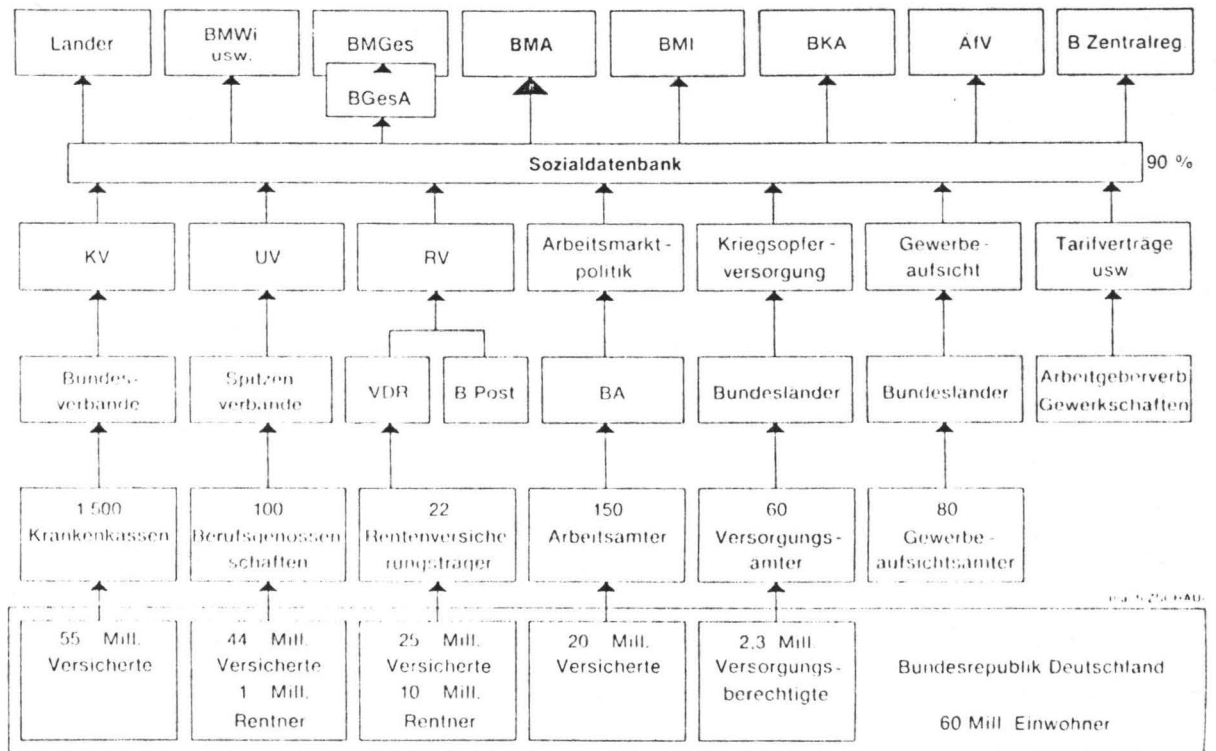 Lander
BMWi
usw.
BMGes
BGesA
BMA
BMI
BKA
AfV
B Zentralreg.
Sozialdatenbank
90 %
KV
UV
RV
Arbeitsmarkt-
politik
Kriegsopfer-
versorgung
Gewerbe-
aufsicht
Tarifverträge
usw
Bundes-
verbande
Spitzen
verbande
VDR
B Post
BA
Bundesländer
Bundesländer
Arbeitgeberverb
Gewerkschaften
1 500
Krankenkassen
100
Berufsgenossen
schaften
22
Rentenversiche
rungsträger
150
Arbeitsamter
60
Versorgungs-
ämter
80
Gewerbe-
aufsichtsämter
55 Mill.
Versicherte
44 Mill.
Versicherte
1 Mill.
Rentner
25 Mill.
Versicherte
10 Mill.
Rentner
20 Mill.
Versicherte
2,3 Mill.
Versorgungs-
berechtigte
Bundesrepublik Deutschland
60 Mill Einwohner